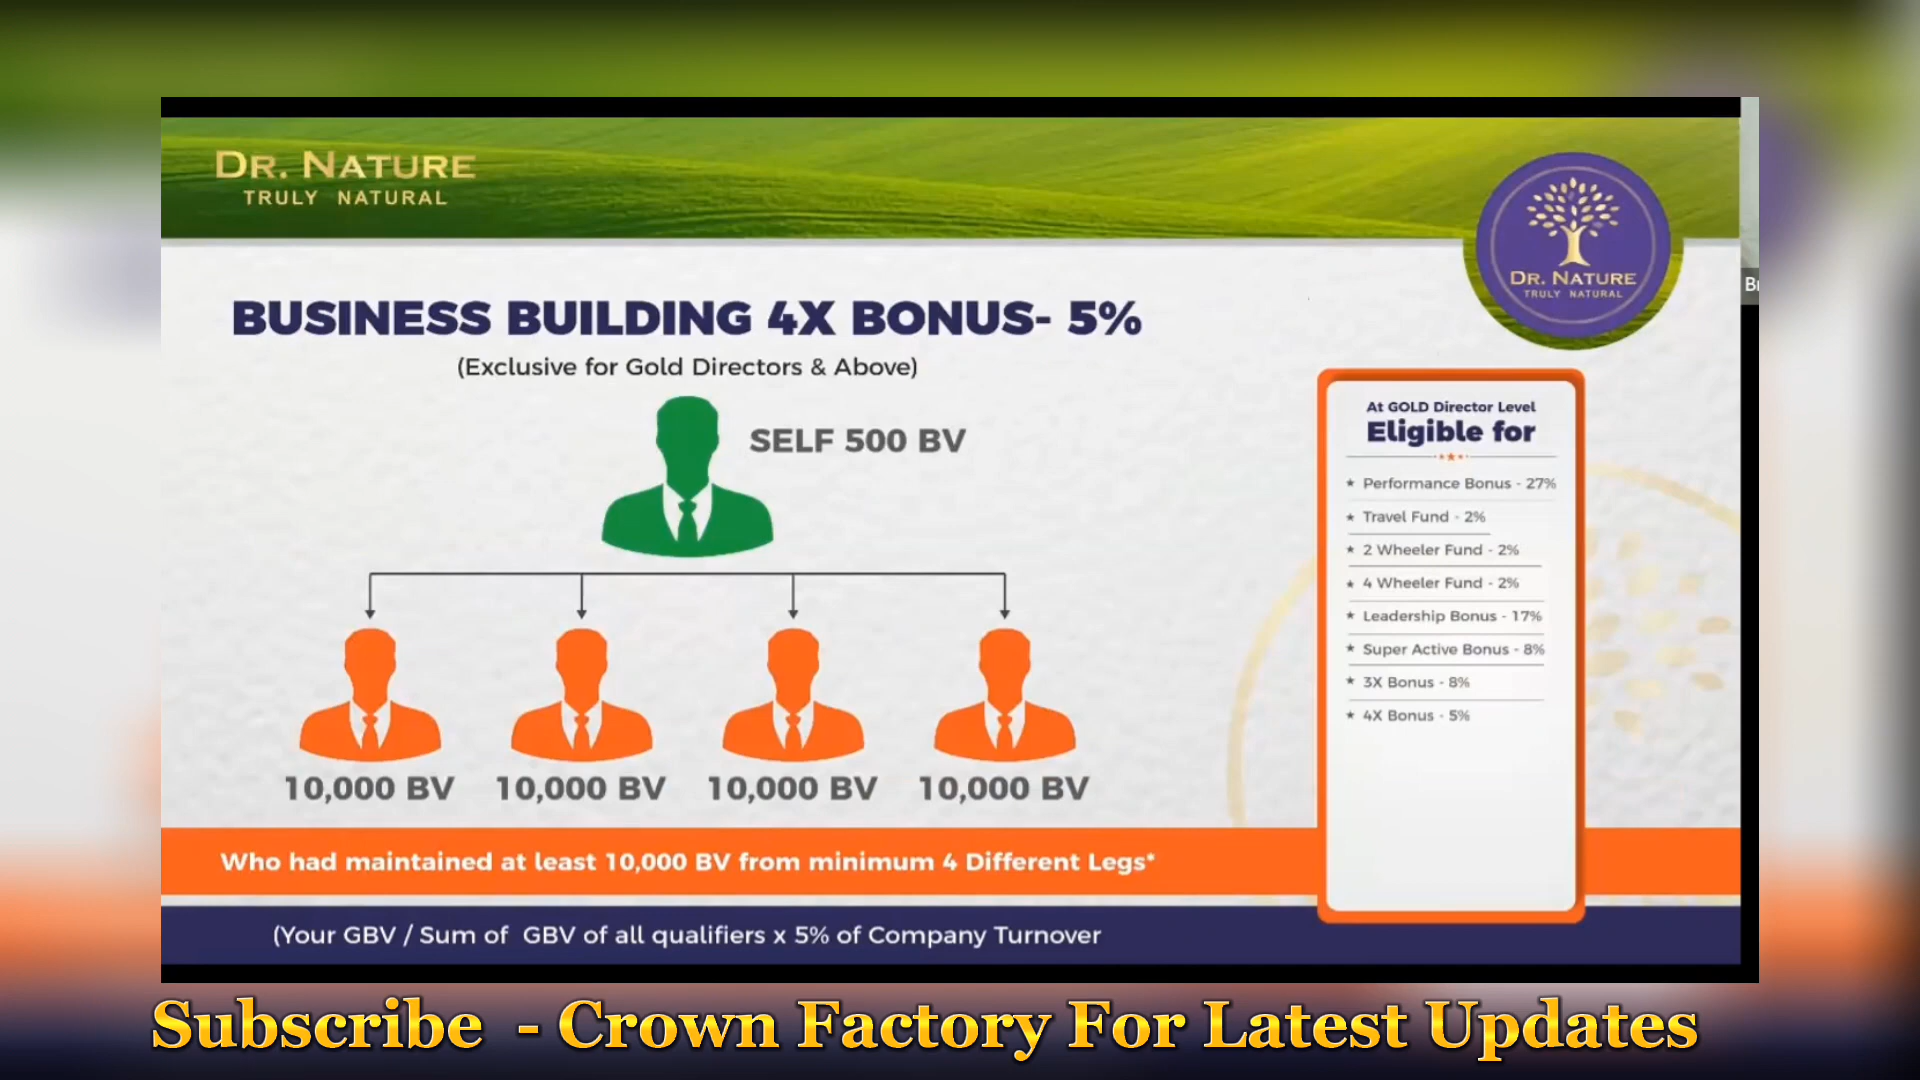 DR. NATURE
TRULY NATURAL
DR. NATURE
TRULY NATURAL
Br
BUSINESS BUILDING 4X BONUS- 5%
(Exclusive for Gold Directors & Above)
SELF 500 BV
10,000 BV 10,000 BV 10,000 BV 10,000 BV
Who had maintained at least 10,000 BV from minimum 4 Different Legs*
(Your GBV / Sum of GBV of all qualifiers x 5% of Company Turnover
At GOLD Director Level
Eligible for
Performance Bonus - 27%
Travel Fund - 2%
2 Wheeler Fund - 2%
4 Wheeler Fund - 2%
Leadership Bonus - 17%
Super Active Bonus - 8%
3X Bonus - 8%
4X Bonus - 5%
Subscribe - Crown Factory For Latest Updates